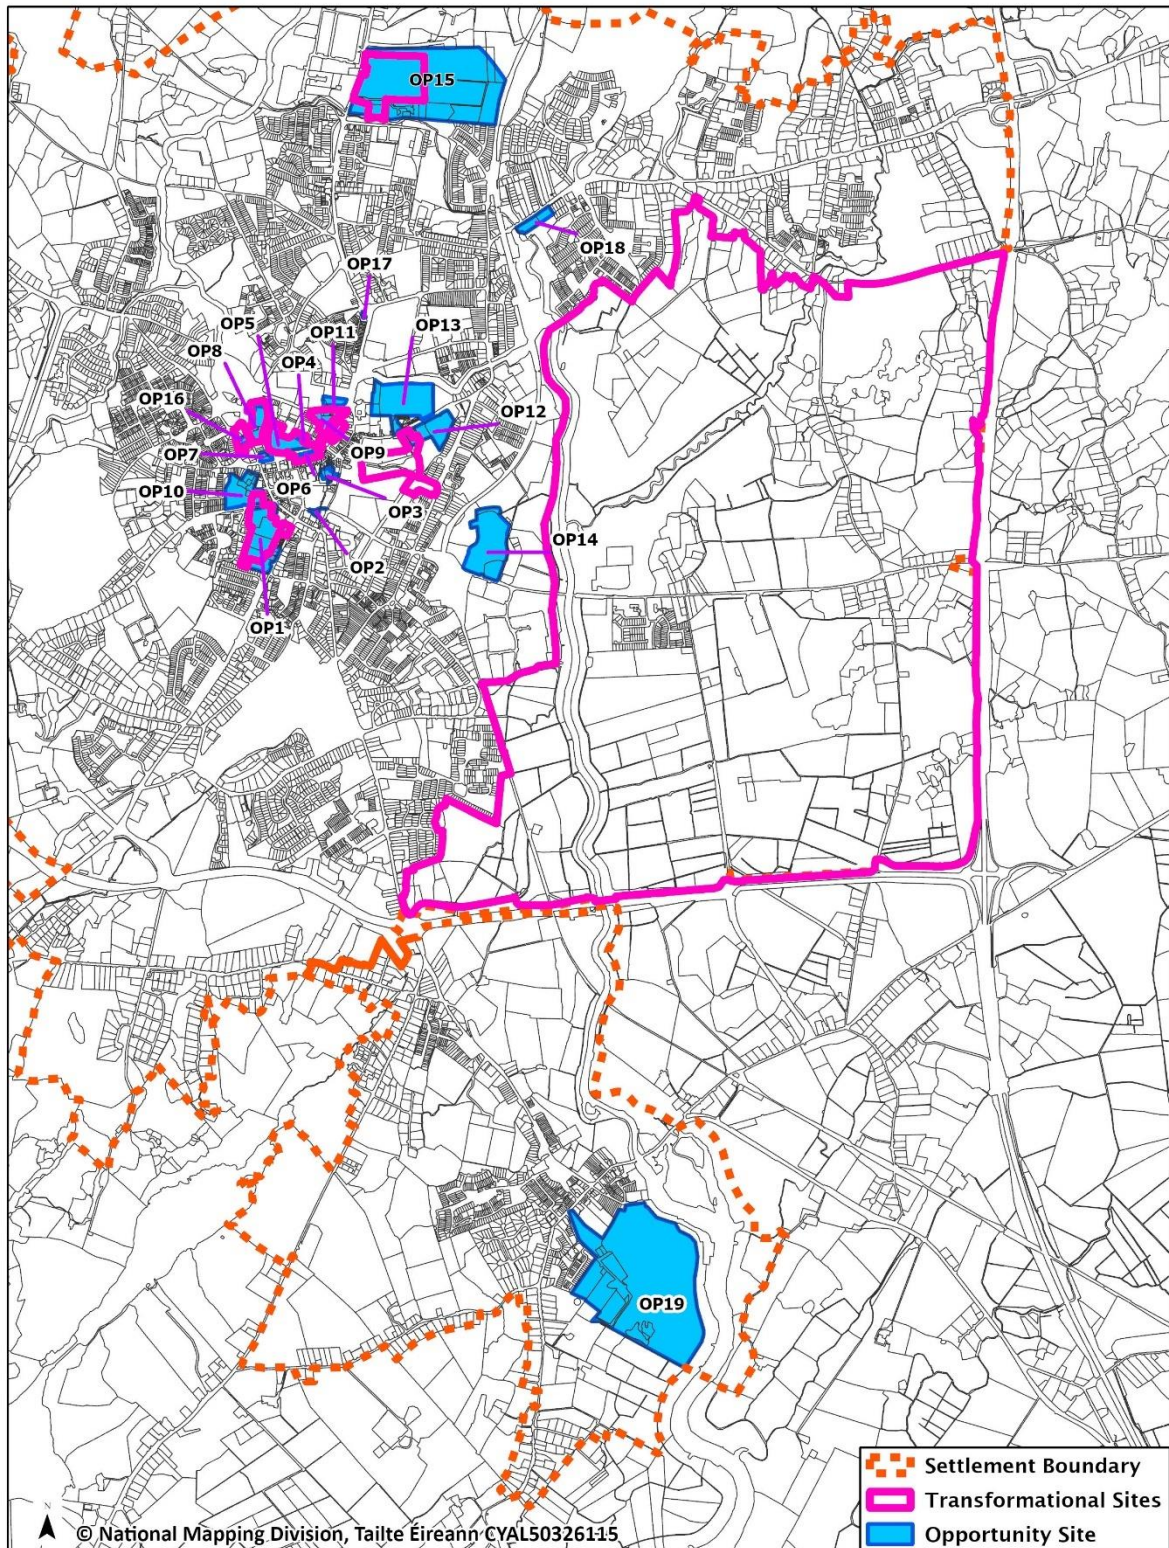 OP15
OP18
OP17
OP5
OP11
OP13
OP8
OP4
OP16
OP12
OP7
OP9
OP10
OP6
OP3
OP14
OP2
OP1
OP19
Settlement Boundary
Transformational Sites
Opportunity Site
N
© National Mapping Division, Tailte Éireann CYAL50326115